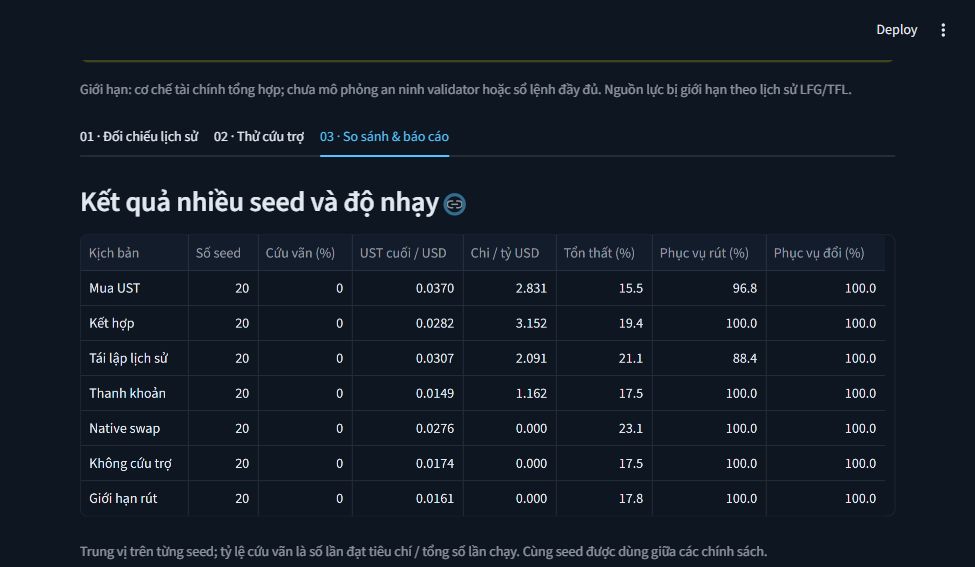 Deploy
Giới hạn: cơ chế tài chính tổng hợp; chưa mô phỏng an ninh validator hoặc sổ lệnh đầy đủ. Nguồn lực bị giới hạn theo lịch sử LFG/TFL.
01 · Đối chiếu lịch sử 02 · Thử cứu trợ 03 · So sánh & báo cáo
Kết quả nhiều seed và độ nhạy
Kịch bản Số seed Cứu vãn (%) UST cuối / USD Chi / tỷ USD Tổn thất (%) Phục vụ rút (%) Phục vụ đổi (%)
Mua UST 20 0 0.0370 2.831 15.5 96.8 100.0
Kết hợp 20 0 0.0282 3.152 19.4 100.0 100.0
Tái lập lịch sử 20 0 0.0307 2.091 21.1 88.4 100.0
Thanh khoản 20 0 0.0149 1.162 17.5 100.0 100.0
Native swap 20 0 0.0276 0.000 23.1 100.0 100.0
Không cứu trợ 20 0 0.0174 0.000 17.5 100.0 100.0
Giới hạn rút 20 0 0.0161 0.000 17.8 100.0 100.0
Trung vị trên từng seed; tỷ lệ cứu vãn là số lần đạt tiêu chí / tổng số lần chạy. Cùng seed được dùng giữa các chính sách.